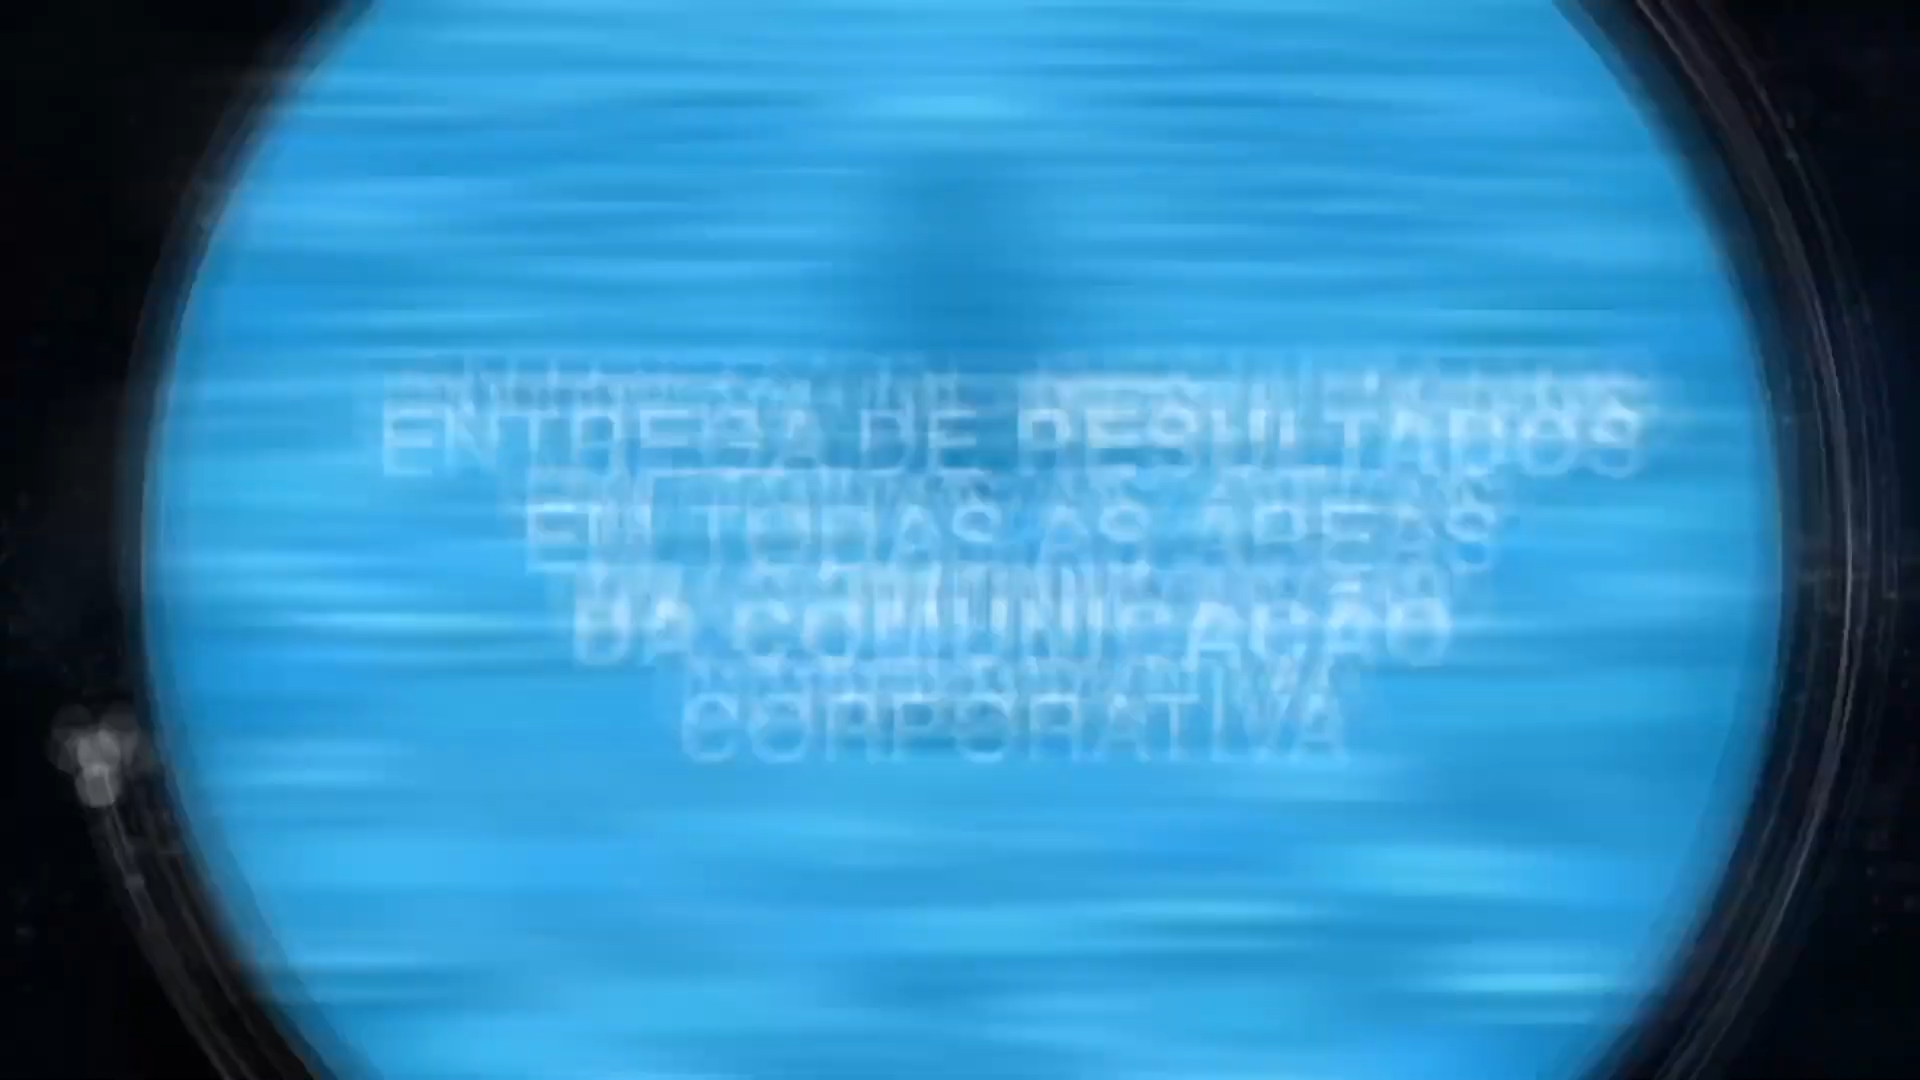 ENTREGA DE RESULTADOS
EM TODAS AS ÁREAS
DA COMUNICAÇÃO
CORPORATIVA